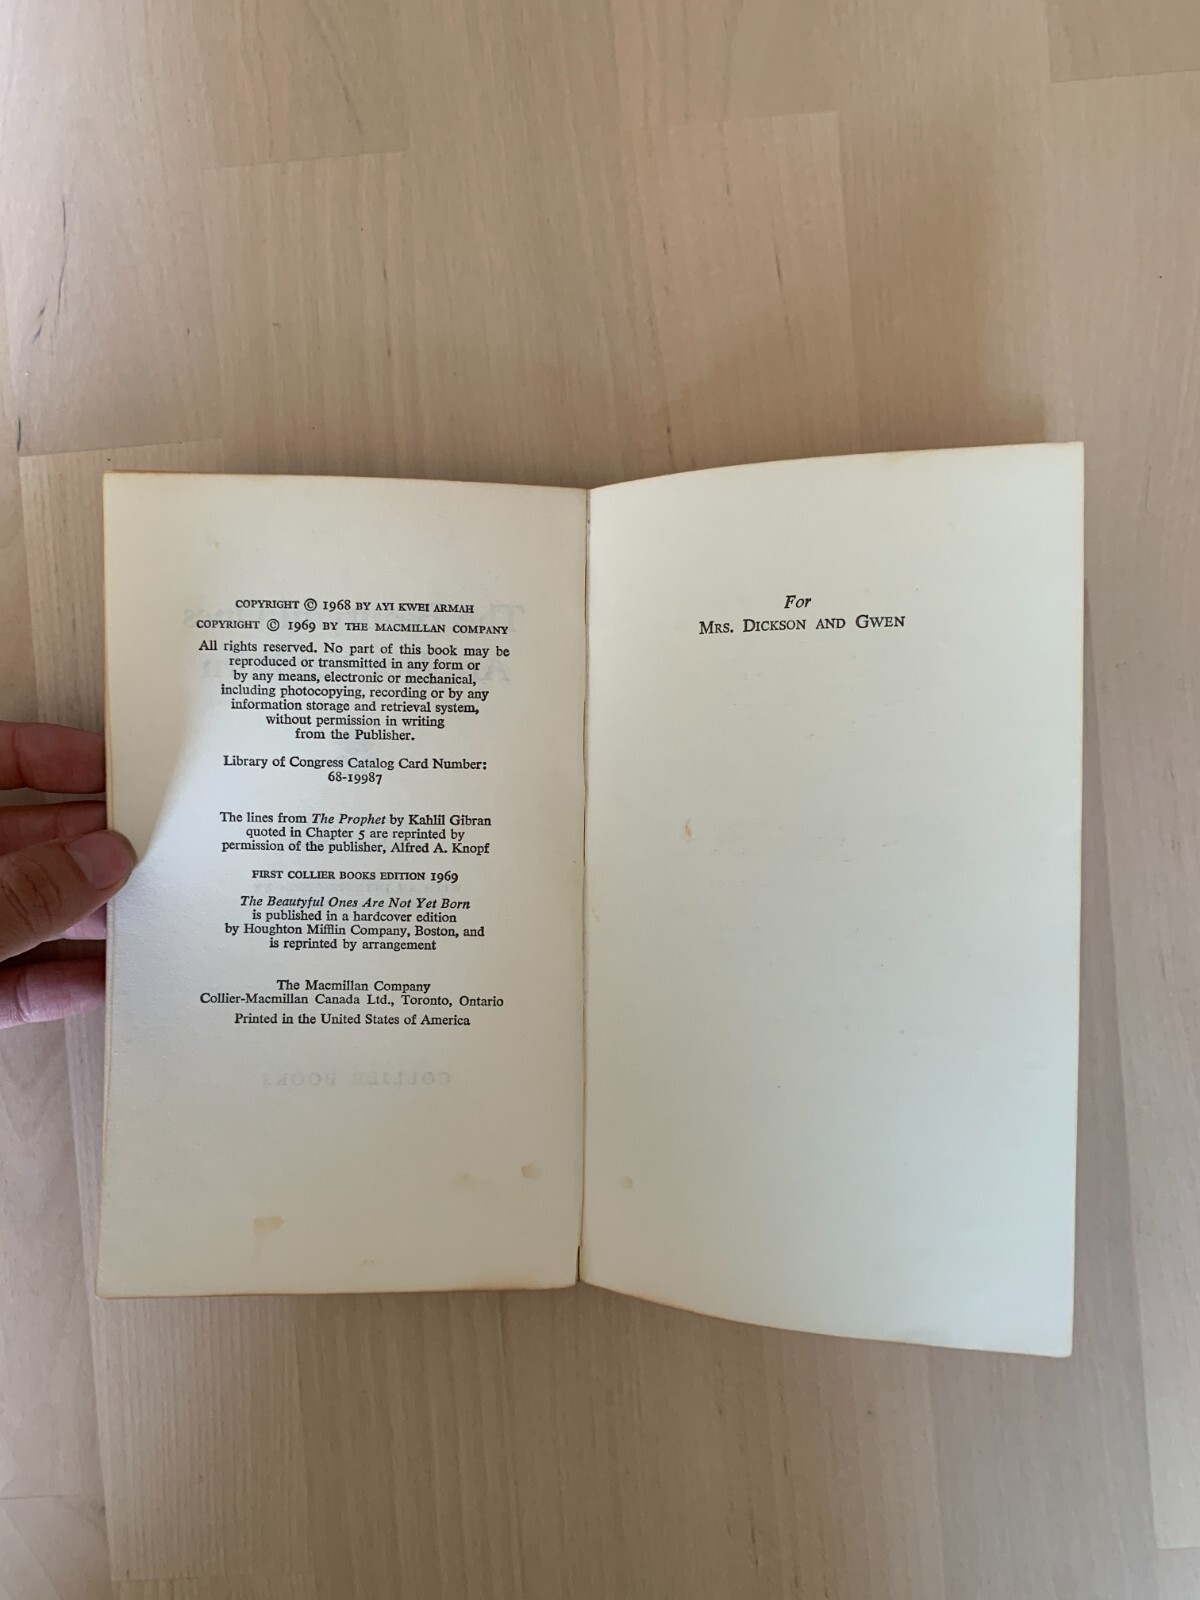 COPYRIGHT © 1968 BY AYI KWEI ARMAH
COPYRIGHT © 1969 BY THE MACMILLAN COMPANY
All rights reserved. No part of this book may be
reproduced or transmitted in any form or
by any means, electronic or mechanical,
including photocopying, recording or by any
information storage and retrieval system,
without permission in writing
from the Publisher.
Library of Congress Catalog Card Number:
68-19987
The lines from The Prophet by Kahlil Gibran
quoted in Chapter 5 are reprinted by
permission of the publisher, Alfred A. Knopf
FIRST COLLIER BOOKS EDITION 1969
The Beautyful Ones Are Not Yet Born
is published in a hardcover edition
by Houghton Mifflin Company, Boston, and
is reprinted by arrangement
The Macmillan Company
Collier-Macmillan Canada Ltd., Toronto, Ontario
Printed in the United States of America
COLLIER BOOKS
For
MRS. DICKSON AND GWEN